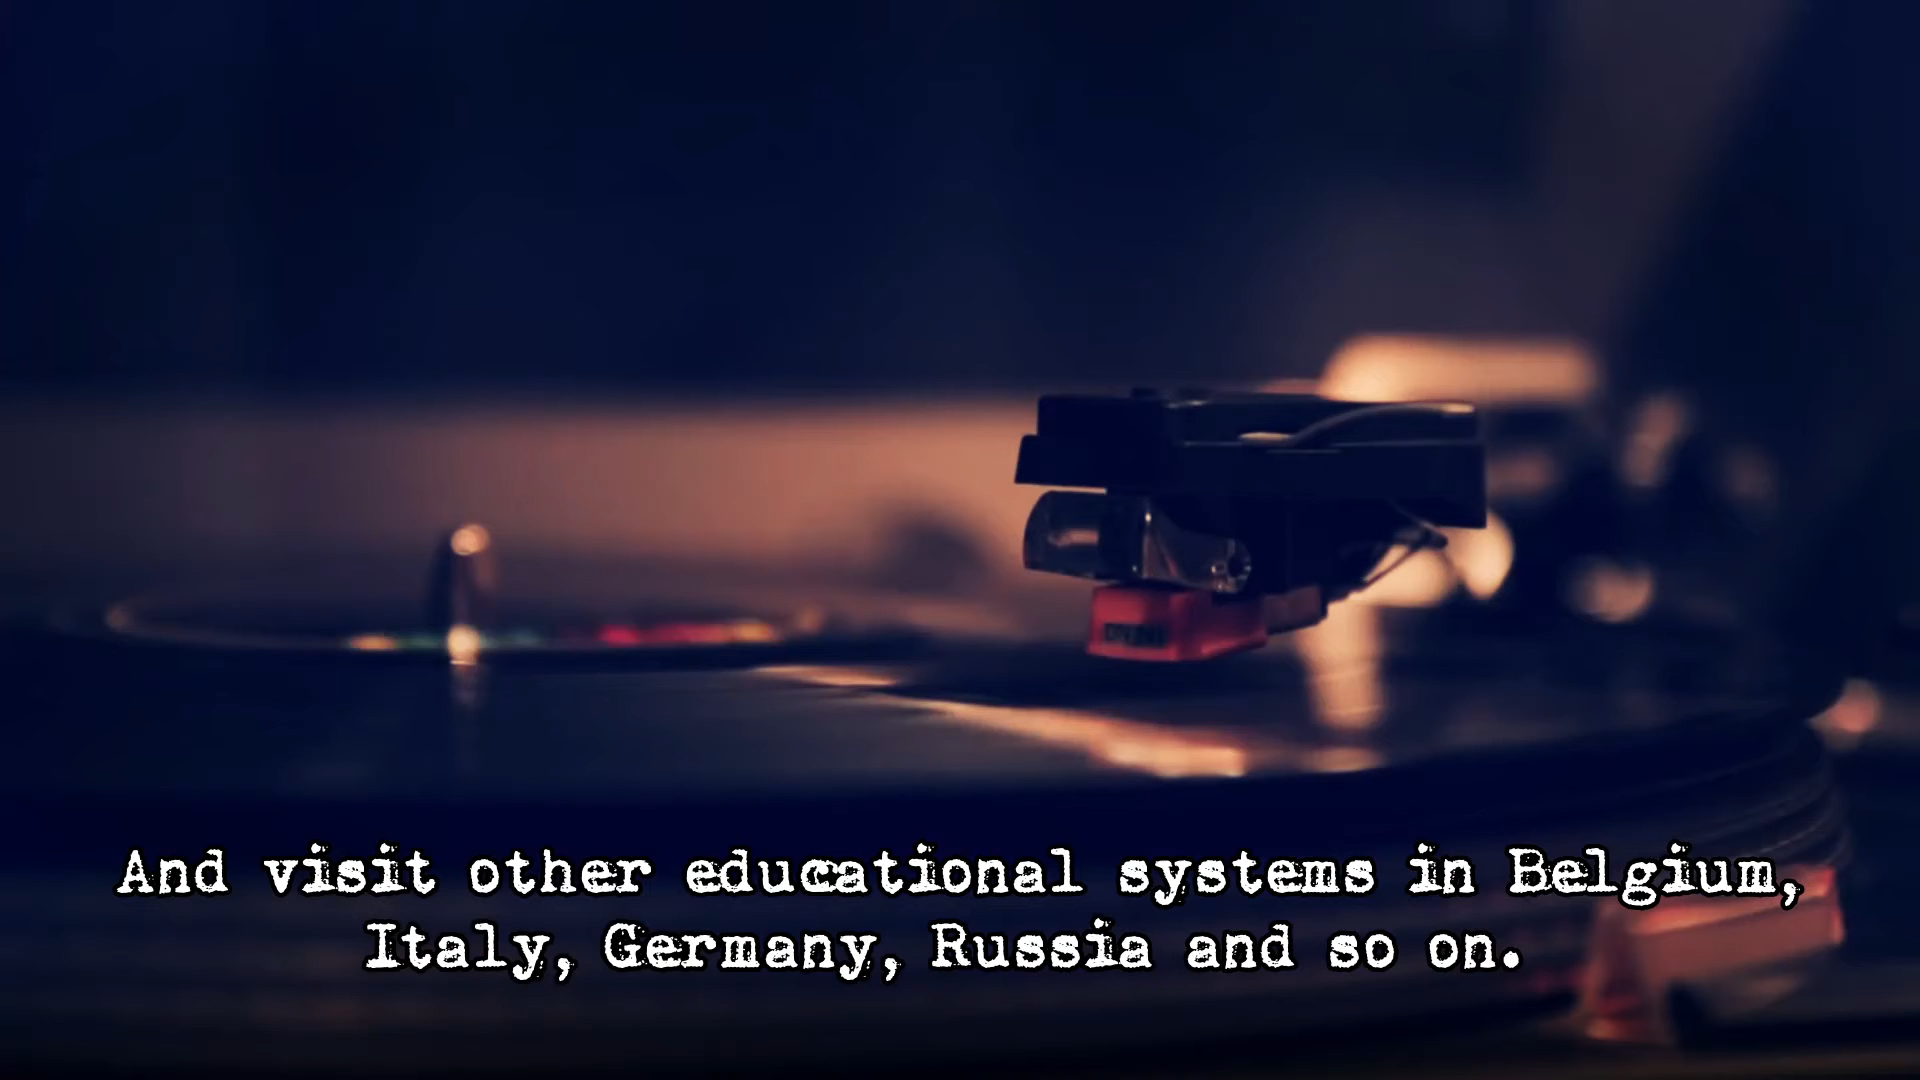 And visit other educational systems in Belgium,
Italy, Germany, Russia and so on.